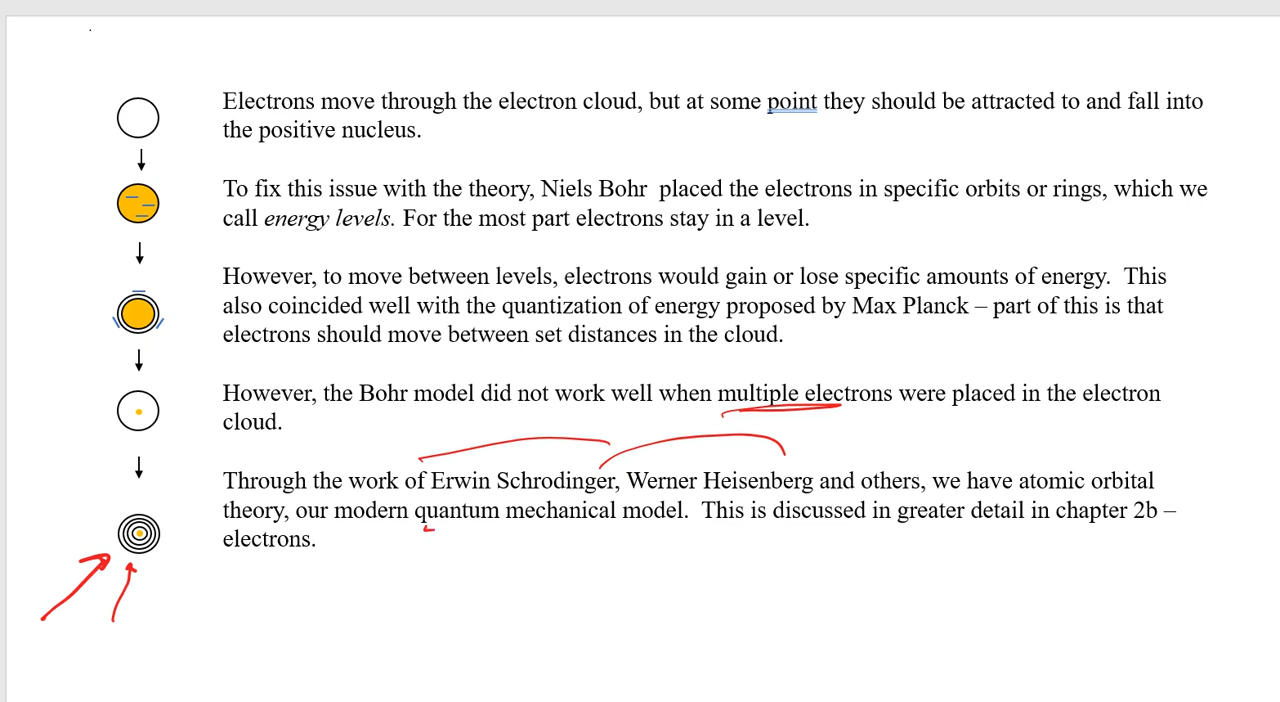 Electrons move through the electron cloud, but at some point they should be attracted to and fall into
the positive nucleus.
To fix this issue with the theory, Niels Bohr  placed the electrons in specific orbits or rings, which we
call energy levels. For the most part electrons stay in a level.
However, to move between levels, electrons would gain or lose specific amounts of energy.  This
also coincided well with the quantization of energy proposed by Max Planck – part of this is that
electrons should move between set distances in the cloud.
However, the Bohr model did not work well when multiple electrons were placed in the electron
cloud.
Through the work of Erwin Schrodinger, Werner Heisenberg and others, we have atomic orbital
theory, our modern quantum mechanical model.  This is discussed in greater detail in chapter 2b –
electrons.